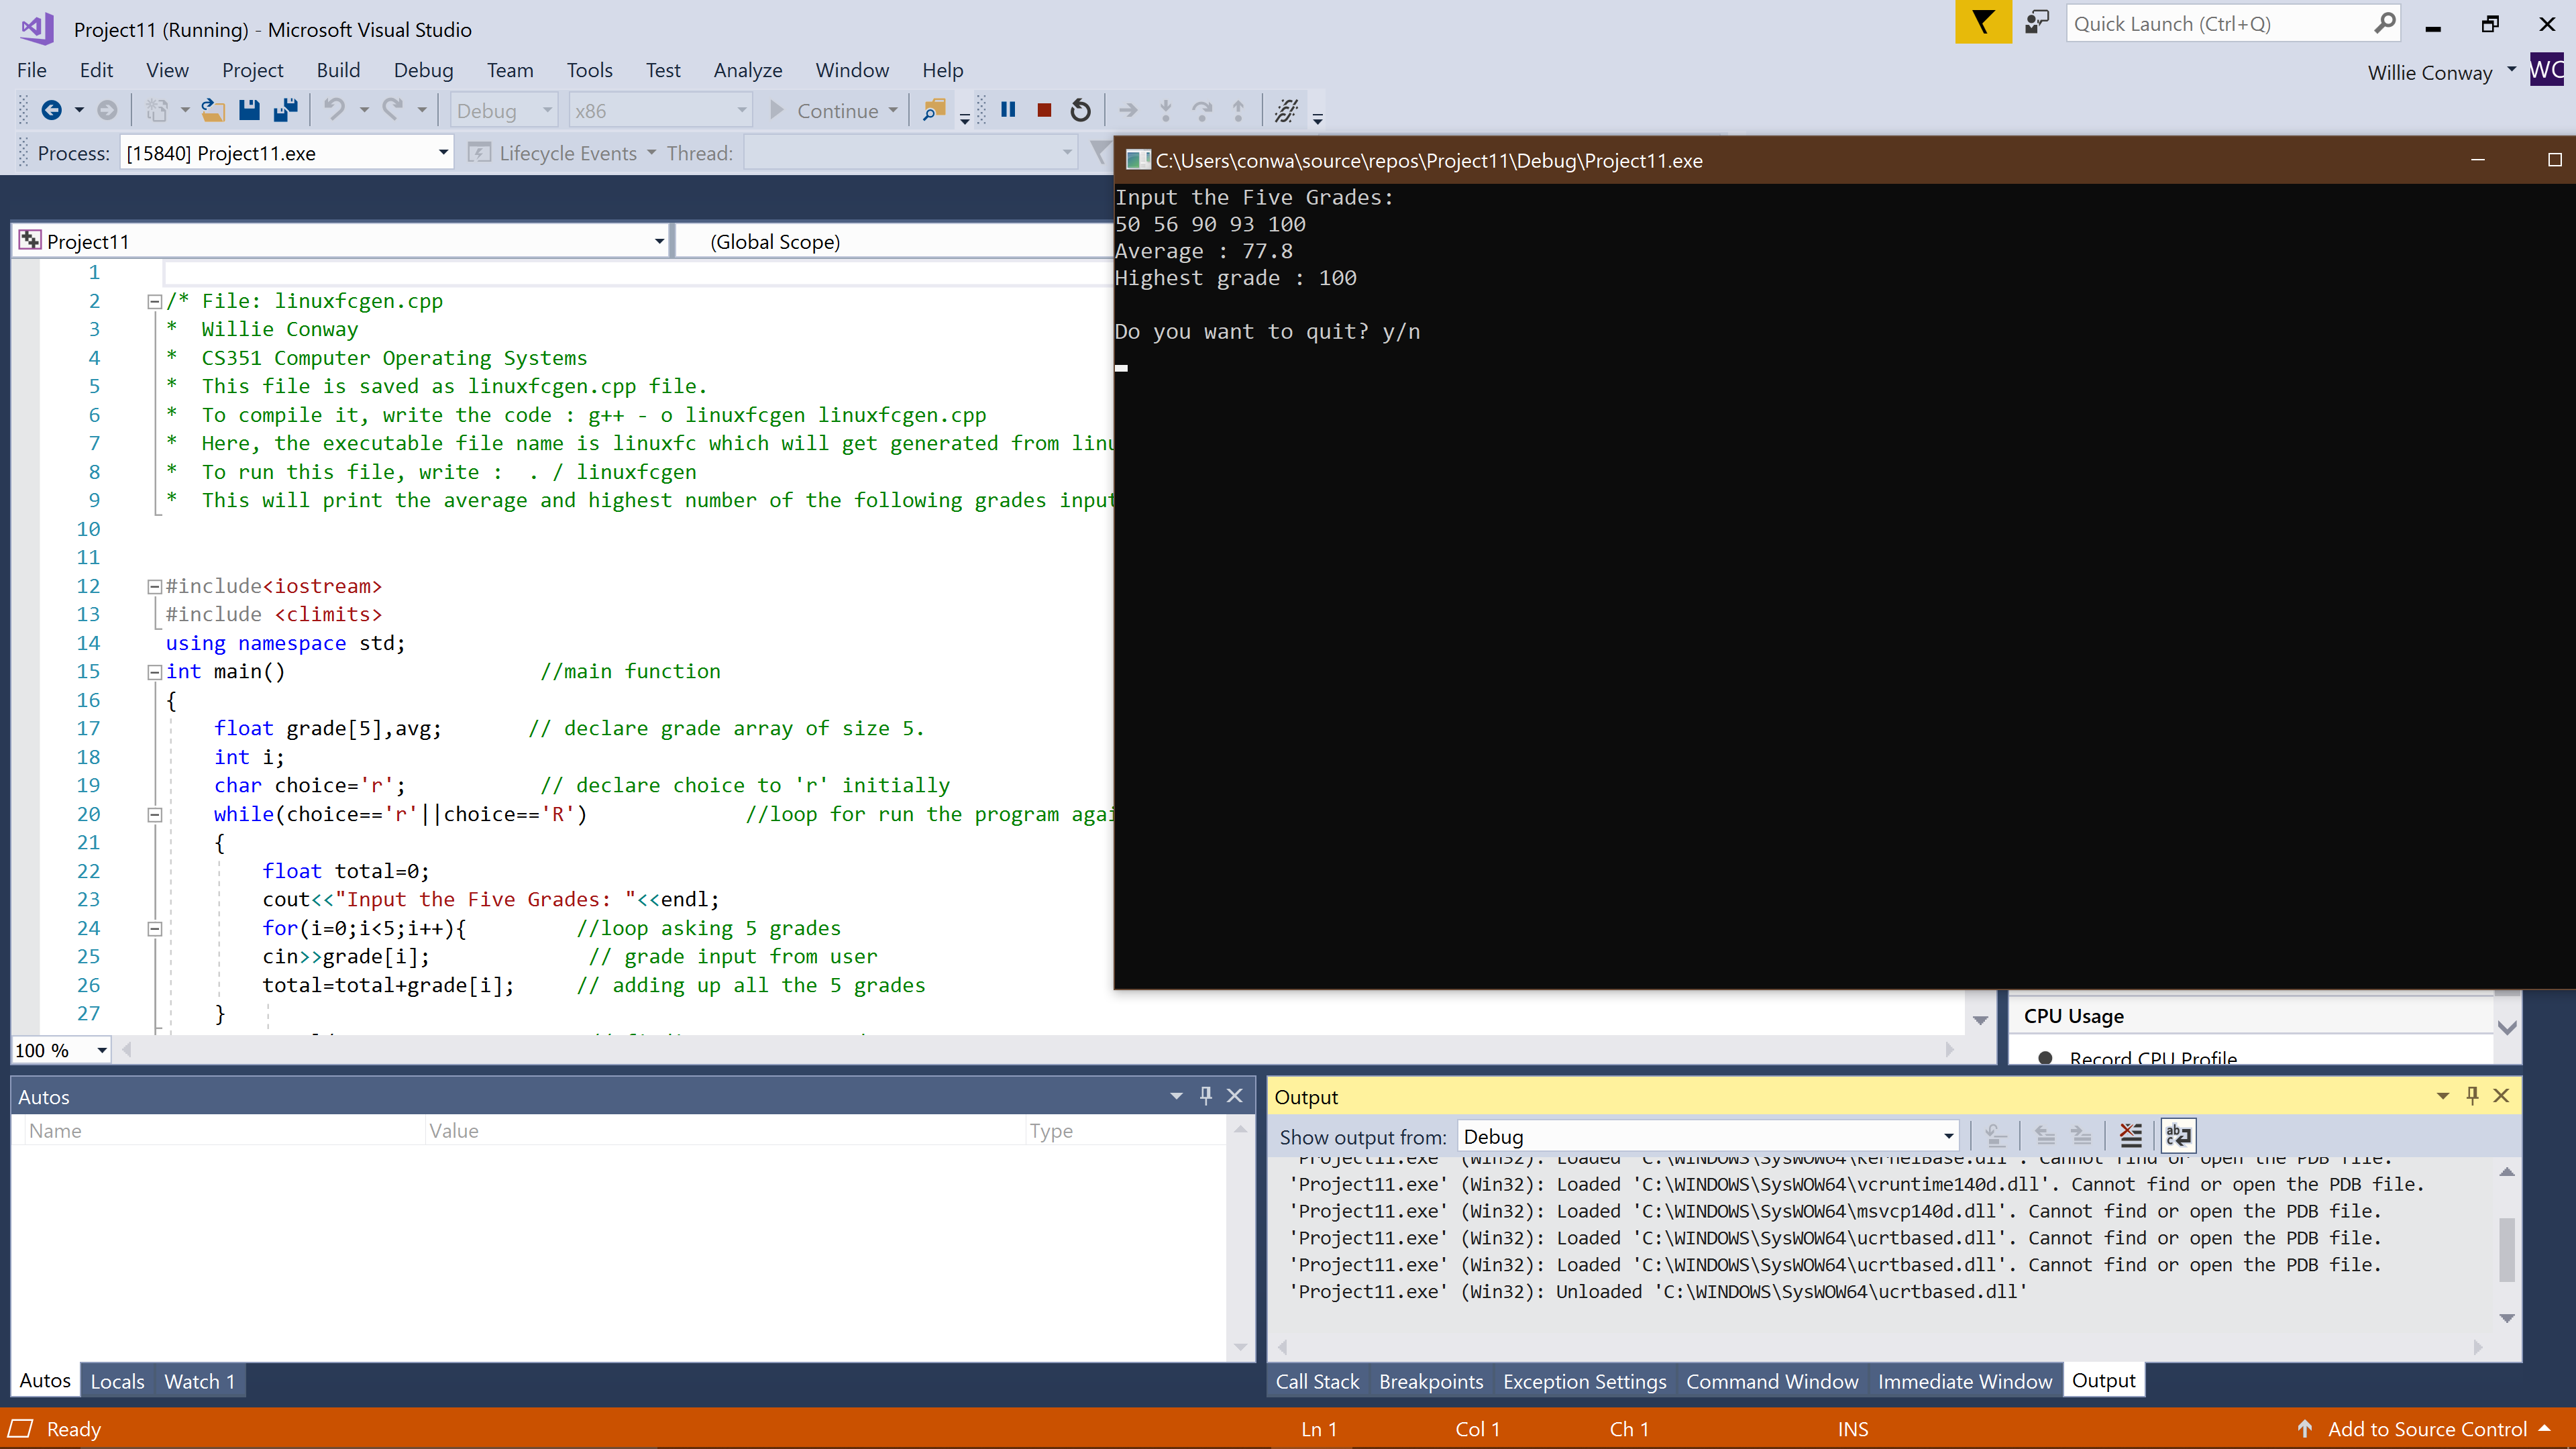 Project11 (Running) - Microsoft Visual Studio
Quick Launch (Ctrl+Q)
File Edit View Project Build Debug Team Tools Test Analyze Window Help
Willie Conway WC
Debug x86 Continue
Process: [15840] Project11.exe Lifecycle Events Thread:
C:\Users\conwa\source\repos\Project11\Debug\Project11.exe
Input the Five Grades:
50 56 90 93 100
Average : 77.8
Highest grade : 100
Do you want to quit? y/n
Project11 (Global Scope)
1
2 /* File: linuxfcgen.cpp
3 * Willie Conway
4 * CS351 Computer Operating Systems
5 * This file is saved as linuxfcgen.cpp file.
6 * To compile it, write the code : g++ - o linuxfcgen linuxfcgen.cpp
7 * Here, the executable file name is linuxfc which will get generated from linu
8 * To run this file, write :  . / linuxfcgen
9 * This will print the average and highest number of the following grades input
10
11
12 #include<iostream>
13 #include <climits>
14 using namespace std;
15 int main() //main function
16 {
17 float grade[5],avg; // declare grade array of size 5.
18 int i;
19 char choice='r'; // declare choice to 'r' initially
20 while(choice=='r'||choice=='R') //loop for run the program agai
21 {
22 float total=0;
23 cout<<"Input the Five Grades: "<<endl;
24 for(i=0;i<5;i++){ //loop asking 5 grades
25 cin>>grade[i]; // grade input from user
26 total=total+grade[i]; // adding up all the 5 grades
27 }
100 %
CPU Usage
Record CPU Profile
Autos
Name Value Type
Autos Locals Watch 1
Output
Show output from: Debug
'Project11.exe' (Win32): Loaded 'C:\WINDOWS\SysWOW64\KernelBase.dll'. Cannot find or open the PDB file.
'Project11.exe' (Win32): Loaded 'C:\WINDOWS\SysWOW64\vcruntime140d.dll'. Cannot find or open the PDB file.
'Project11.exe' (Win32): Loaded 'C:\WINDOWS\SysWOW64\msvcp140d.dll'. Cannot find or open the PDB file.
'Project11.exe' (Win32): Loaded 'C:\WINDOWS\SysWOW64\ucrtbased.dll'. Cannot find or open the PDB file.
'Project11.exe' (Win32): Loaded 'C:\WINDOWS\SysWOW64\ucrtbased.dll'. Cannot find or open the PDB file.
'Project11.exe' (Win32): Unloaded 'C:\WINDOWS\SysWOW64\ucrtbased.dll'
Call Stack Breakpoints Exception Settings Command Window Immediate Window Output
Ready Ln 1 Col 1 Ch 1 INS Add to Source Control